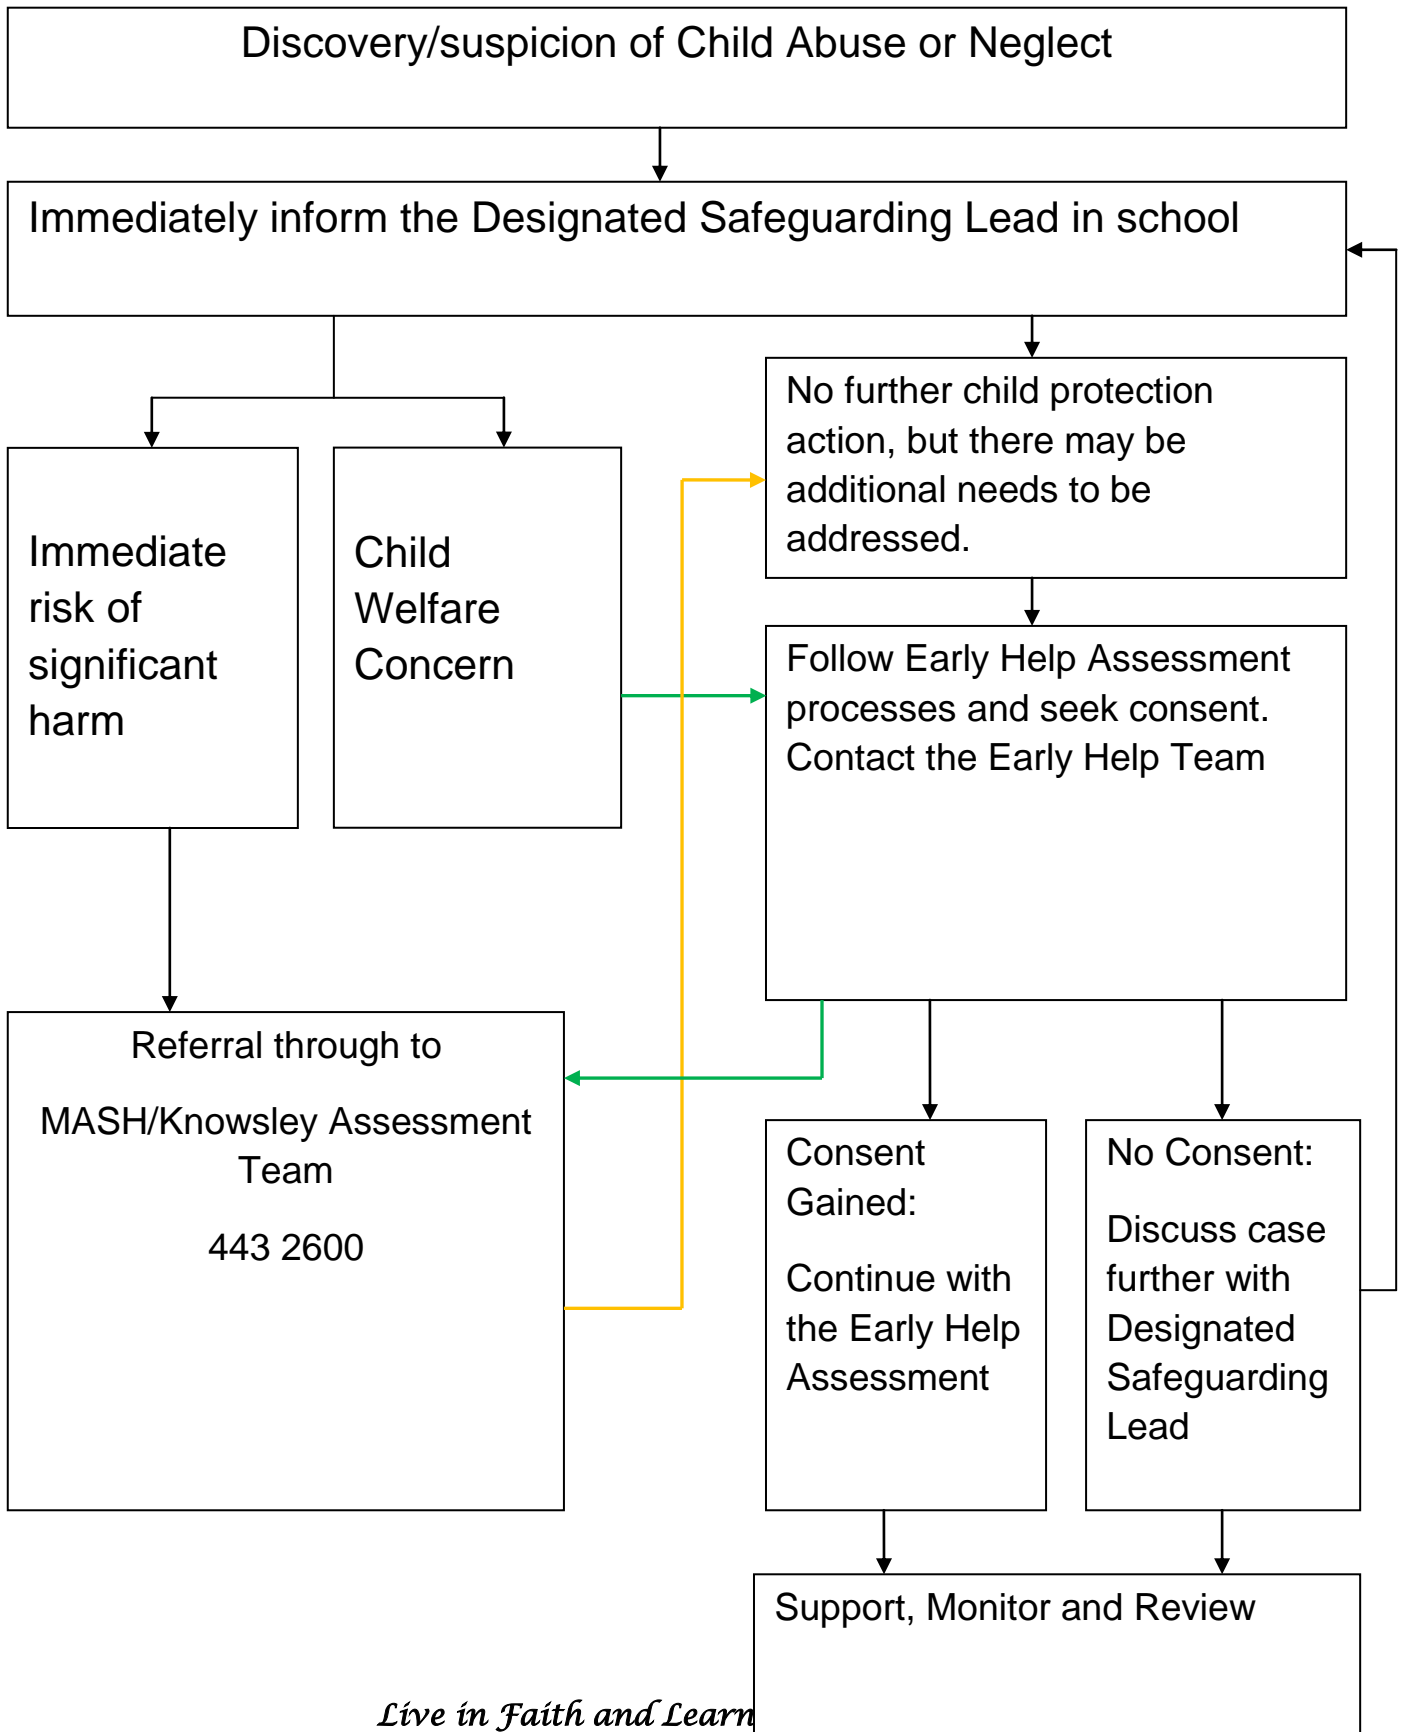 Discovery/suspicion of Child Abuse or Neglect
Immediately inform the Designated Safeguarding Lead in school
No further child protection
action, but there may be
additional needs to be
addressed.
Immediate
risk of
significant
harm
Child
Welfare
Concern
Follow Early Help Assessment
processes and seek consent.
Contact the Early Help Team
Referral through to
MASH/Knowsley Assessment
Team
443 2600
Consent
Gained:
Continue with
the Early Help
Assessment
No Consent:
Discuss case
further with
Designated
Safeguarding
Lead
Support, Monitor and Review
Live in Faith and Learn